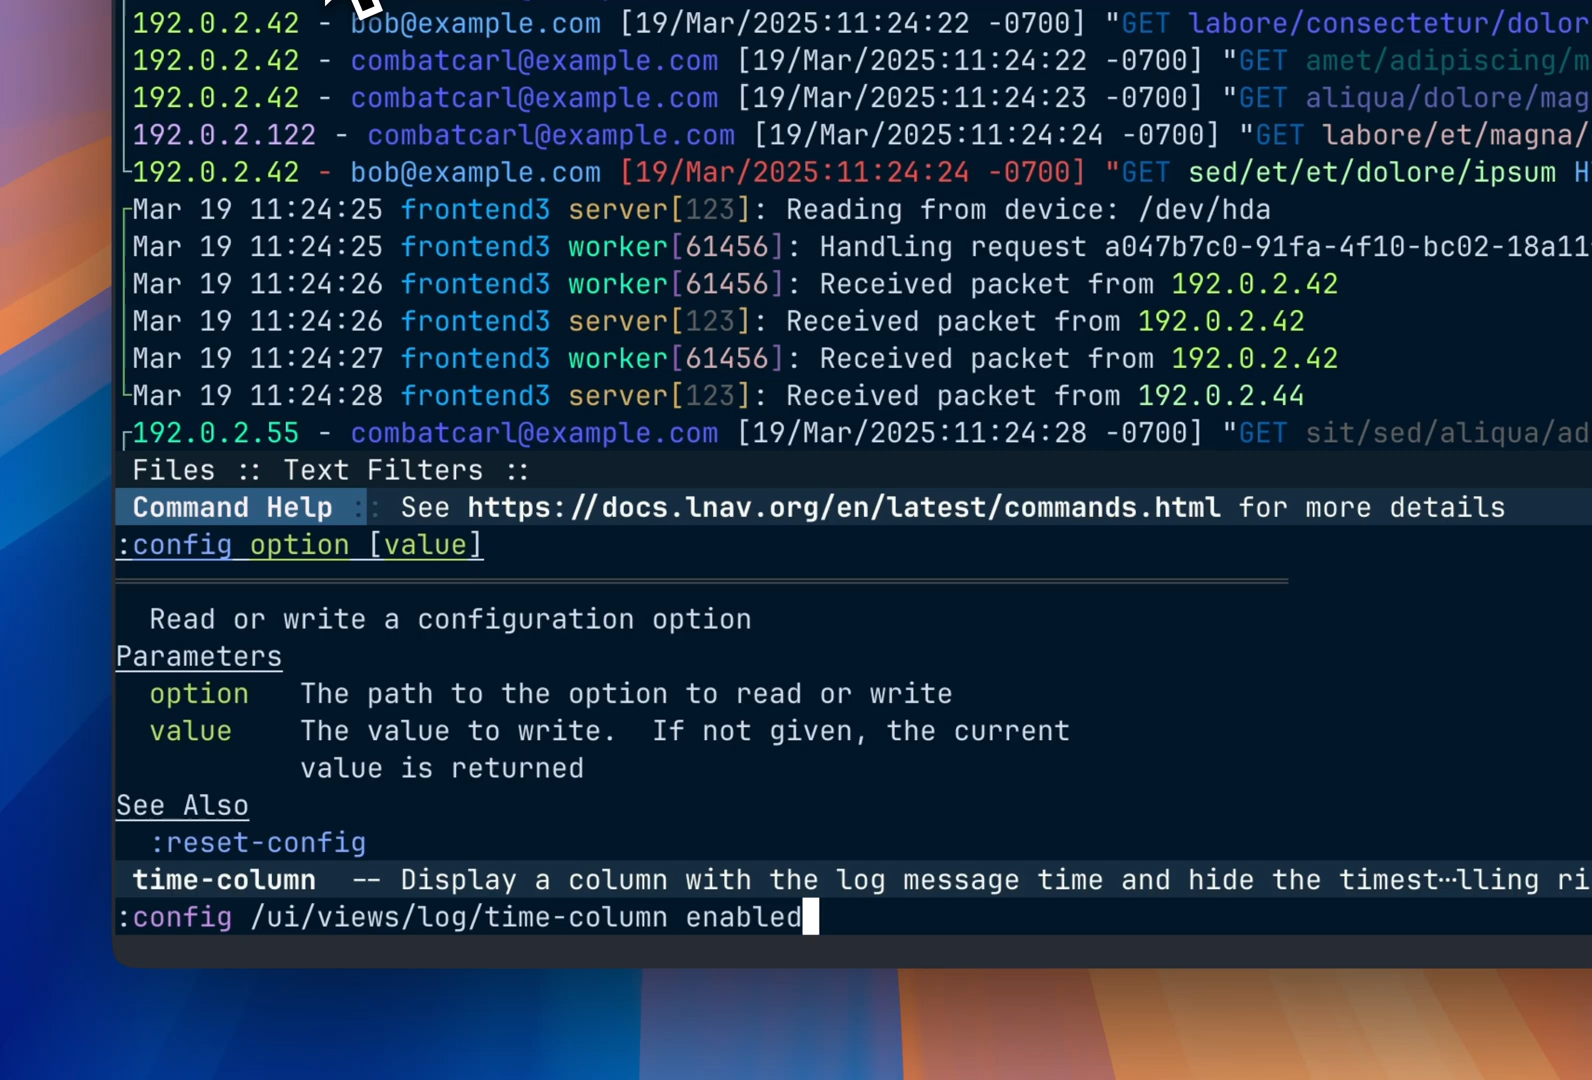 192.0.2.42 - bob@example.com [19/Mar/2025:11:24:22 -0700] "GET labore/consectetur/dolor
192.0.2.42 - combatcarl@example.com [19/Mar/2025:11:24:22 -0700] "GET amet/adipiscing/m
192.0.2.42 - combatcarl@example.com [19/Mar/2025:11:24:23 -0700] "GET aliqua/dolore/mag
192.0.2.122 - combatcarl@example.com [19/Mar/2025:11:24:24 -0700] "GET labore/et/magna/
192.0.2.42 - bob@example.com [19/Mar/2025:11:24:24 -0700] "GET sed/et/et/dolore/ipsum H
Mar 19 11:24:25 frontend3 server[123]: Reading from device: /dev/hda
Mar 19 11:24:25 frontend3 worker[61456]: Handling request a047b7c0-91fa-4f10-bc02-18a11
Mar 19 11:24:26 frontend3 worker[61456]: Received packet from 192.0.2.42
Mar 19 11:24:26 frontend3 server[123]: Received packet from 192.0.2.42
Mar 19 11:24:27 frontend3 worker[61456]: Received packet from 192.0.2.42
Mar 19 11:24:28 frontend3 server[123]: Received packet from 192.0.2.44
192.0.2.55 - combatcarl@example.com [19/Mar/2025:11:24:28 -0700] "GET sit/sed/aliqua/ad
Files :: Text Filters ::
Command Help :: See https://docs.lnav.org/en/latest/commands.html for more details
:config option [value]
Read or write a configuration option
Parameters
option The path to the option to read or write
value The value to write. If not given, the current
value is returned
See Also
:reset-config
time-column -- Display a column with the log message time and hide the timest⋯lling ri
:config /ui/views/log/time-column enabled